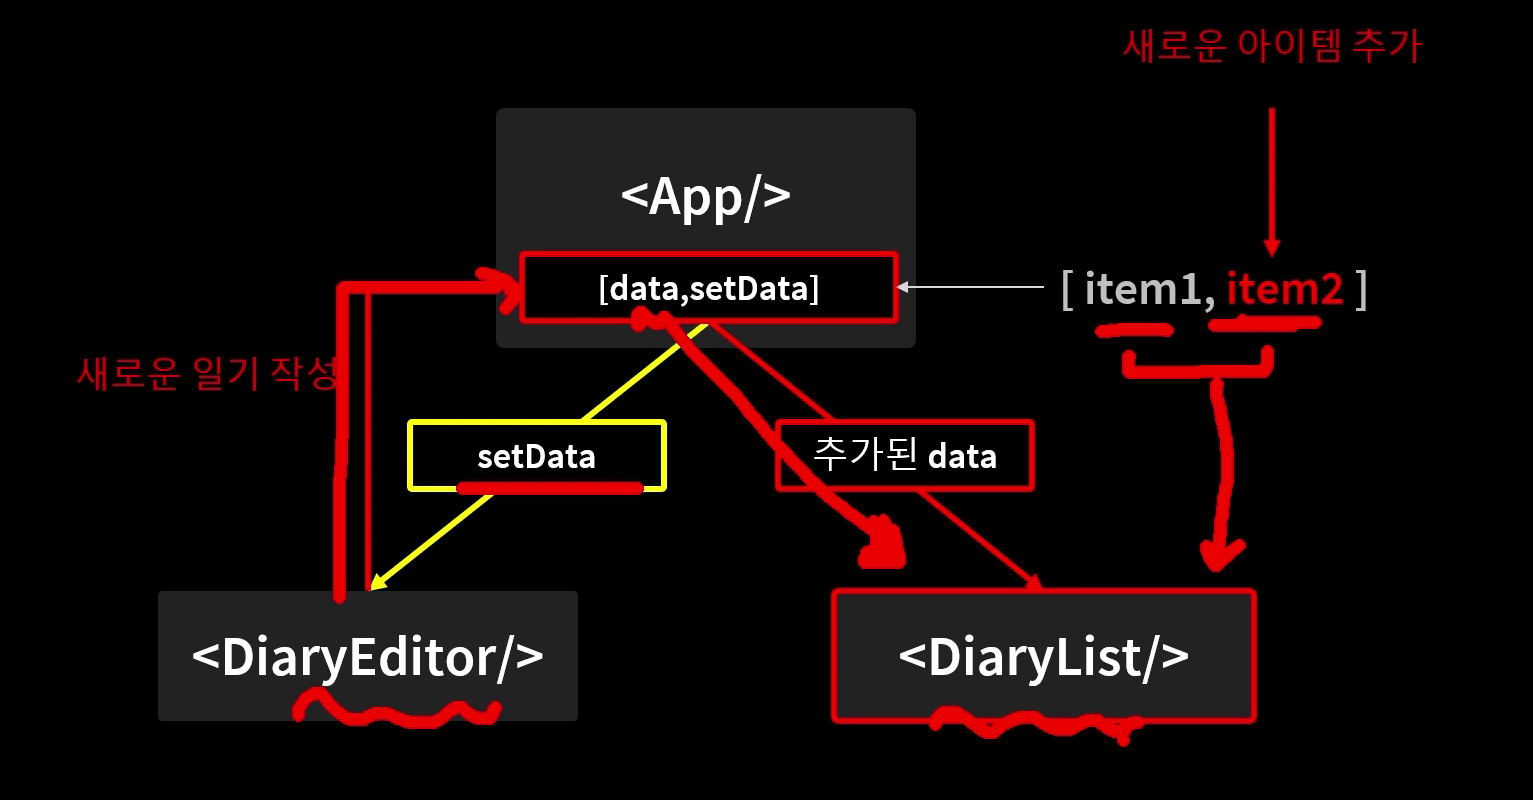 새로운 아이템 추가
<App/>
[data,setData]
[ item1, item2 ]
새로운 일기 작성
setData
추가된 data
<DiaryEditor/>
<DiaryList/>